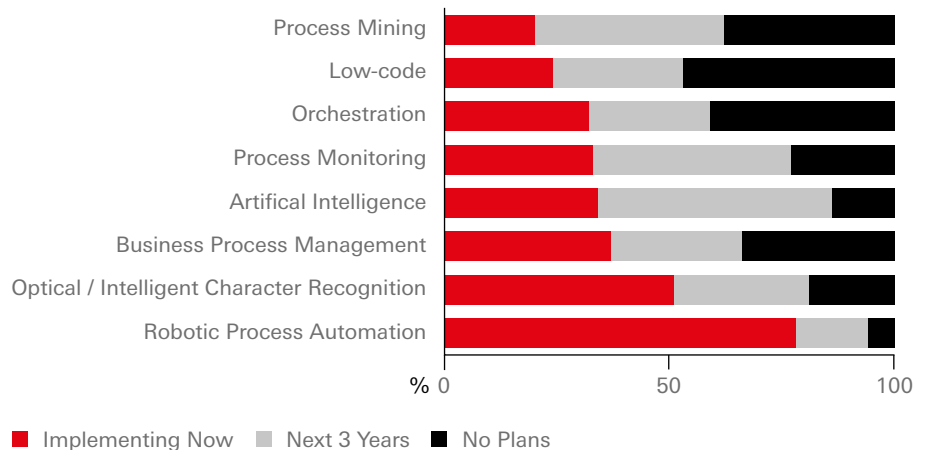 Process Mining
Low-code
Orchestration
Process Monitoring
Artifical Intelligence
Business Process Management
Optical / Intelligent Character Recognition
Robotic Process Automation
% 0 50 100
Implementing Now Next 3 Years No Plans